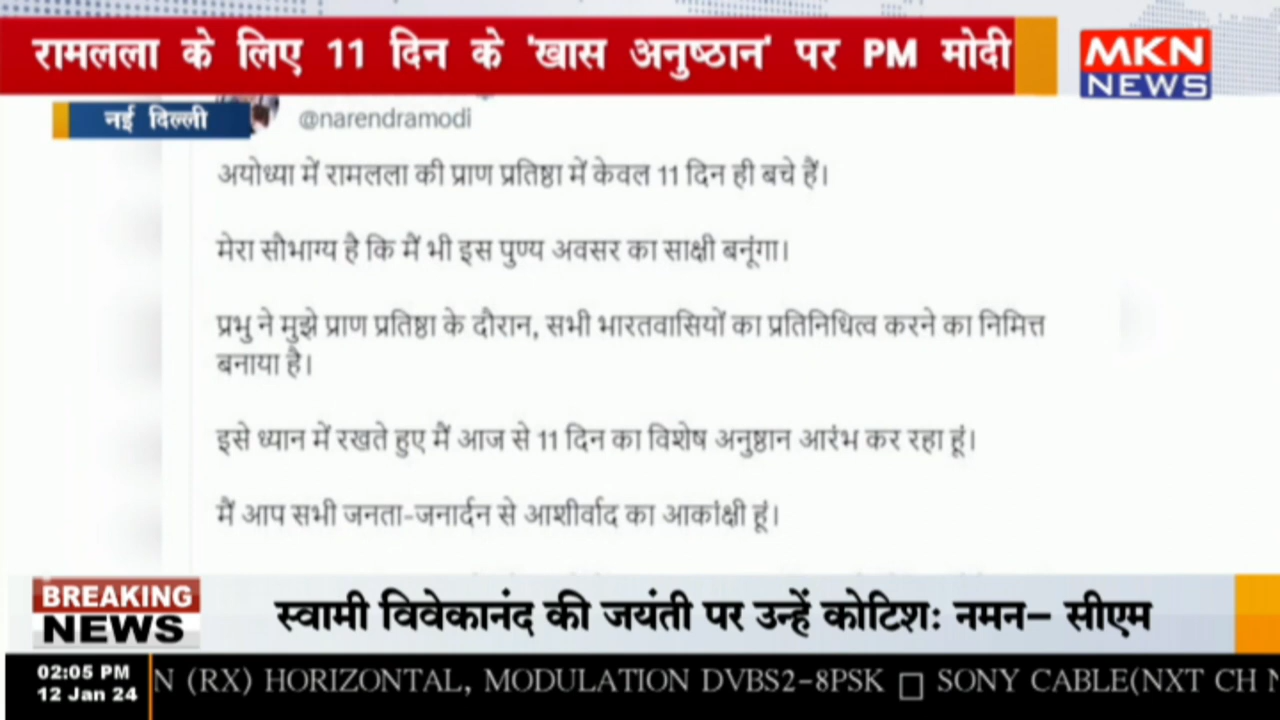 रामलला के लिए 11 दिन के 'खास अनुष्ठान' पर PM मोदी
MKN
NEWS
नई दिल्ली
@narendramodi
अयोध्या में रामलला की प्राण प्रतिष्ठा में केवल 11 दिन ही बचे हैं।
मेरा सौभाग्य है कि मैं भी इस पुण्य अवसर का साक्षी बनूंगा।
प्रभु ने मुझे प्राण प्रतिष्ठा के दौरान, सभी भारतवासियों का प्रतिनिधित्व करने का निमित्त
बनाया है।
इसे ध्यान में रखते हुए मैं आज से 11 दिन का विशेष अनुष्ठान आरंभ कर रहा हूं।
मैं आप सभी जनता-जनार्दन से आशीर्वाद का आकांक्षी हूं।
BREAKING
NEWS
स्वामी विवेकानंद की जयंती पर उन्हें कोटिश: नमन– सीएम
02:05 PM
12 Jan 24
N (RX) HORIZONTAL, MODULATION DVBS2-8PSK □ SONY CABLE(NXT CH N